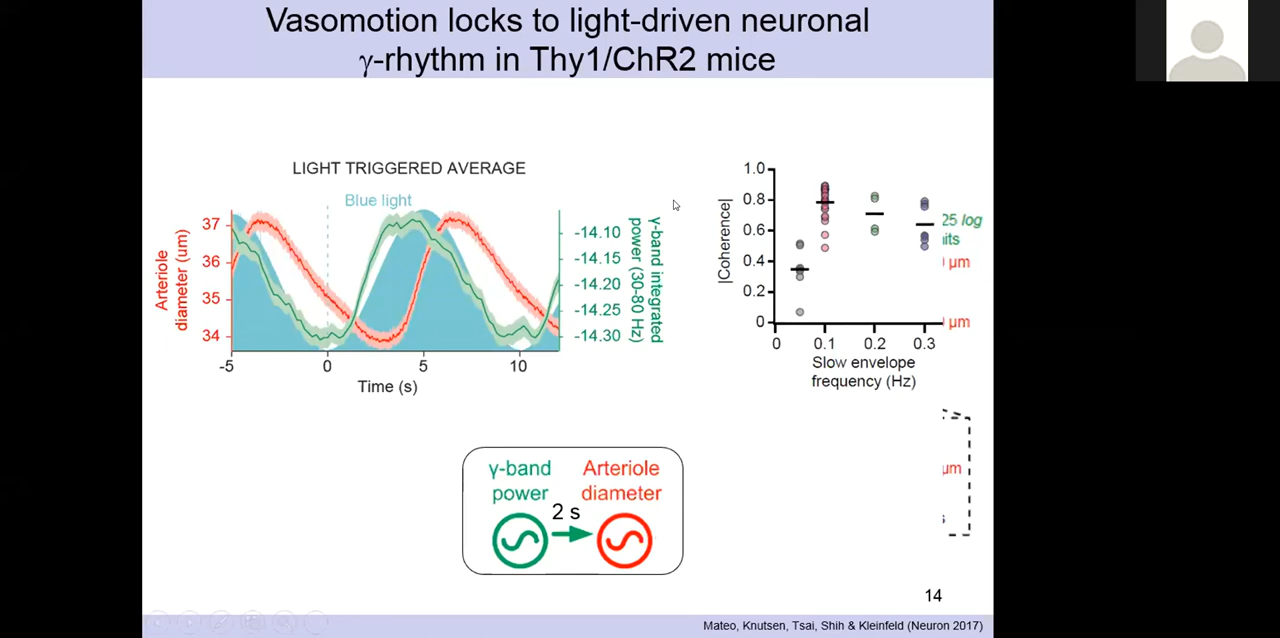 Vasomotion locks to light-driven neuronal
γ-rhythm in Thy1/ChR2 mice
LIGHT TRIGGERED AVERAGE
Blue light
37
36
35
34
Arteriole
diameter (um)
-14.10
-14.15
-14.20
-14.25
-14.30
γ-band integrated
power (30-80 Hz)
-5
0
5
10
Time (s)
1.0
0.8
0.6
0.4
0.2
0
|Coherence|
0
0.1
0.2
0.3
Slow envelope
frequency (Hz)
25 log
its
μm
μm
μm
γ-band
power
Arteriole
diameter
2 s
14
Mateo, Knutsen, Tsai, Shih & Kleinfeld (Neuron 2017)